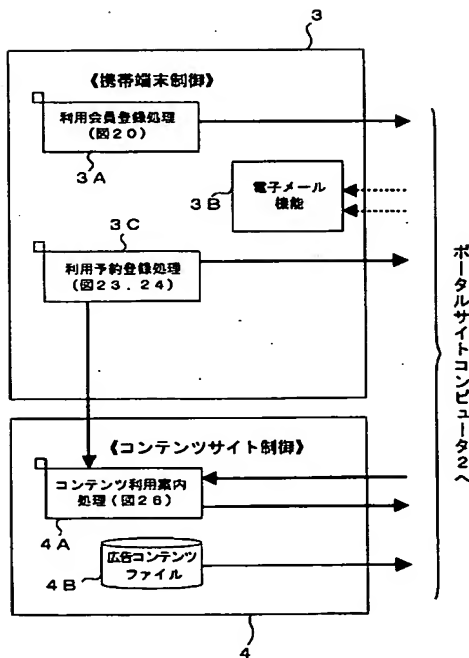 3
《携帯端末制御》
利用会員登録処理
(図20)
3A
電子メール
機能
3B
3C
利用予約登録処理
(図23.24)
ポータルサイトコンピュータ2へ
《コンテンツサイト制御》
コンテンツ利用案内
処理(図26)
4A
広告コンテンツ
ファイル
4B
4